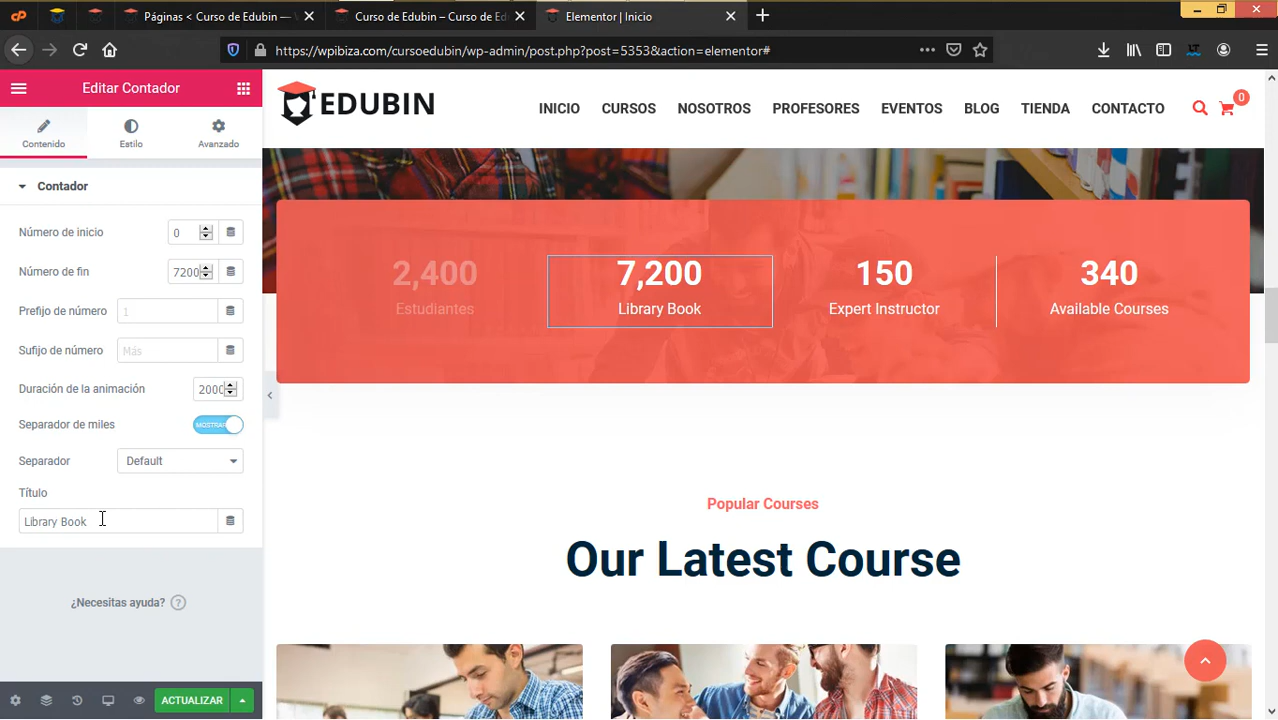 Páginas < Curso de Edubin — W
Curso de Edubin – Curso de Edu
Elementor | Inicio
https://wpibiza.com/cursoedubin/wp-admin/post.php?post=5353&action=elementor#
Editar Contador
Contenido
Estilo
Avanzado
Contador
Número de inicio
0
Número de fin
7200
Prefijo de número
1
Sufijo de número
Más
Duración de la animación
2000
Separador de miles
MOSTRAR
Separador
Default
Título
Library Book
¿Necesitas ayuda? ?
ACTUALIZAR
EDUBIN
INICIO
CURSOS
NOSOTROS
PROFESORES
EVENTOS
BLOG
TIENDA
CONTACTO
0
2,400
7,200
150
340
Estudiantes
Library Book
Expert Instructor
Available Courses
Popular Courses
Our Latest Course